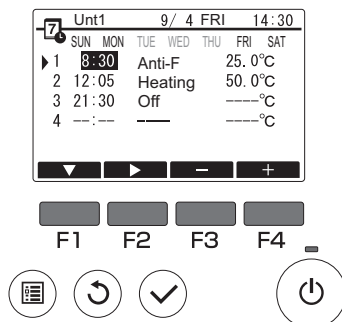 7 Unt1 9/ 4 FRI 14:30
SUN MON TUE WED THU FRI SAT
1 8:30 Anti-F 25.0°C
2 12:05 Heating 50.0°C
3 21:30 Off ----°C
4 --:-- ---- ----°C
− +
F1 F2 F3 F4